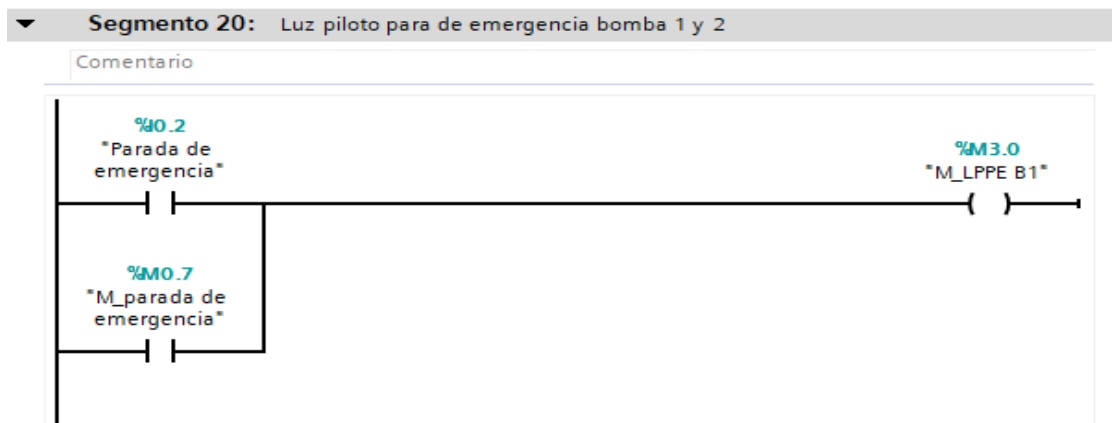 Segmento 20: Luz piloto para de emergencia bomba 1 y 2
Comentario
%I0.2
"Parada de
emergencia"
%M3.0
"M_LPPE B1"
%M0.7
"M_parada de
emergencia"